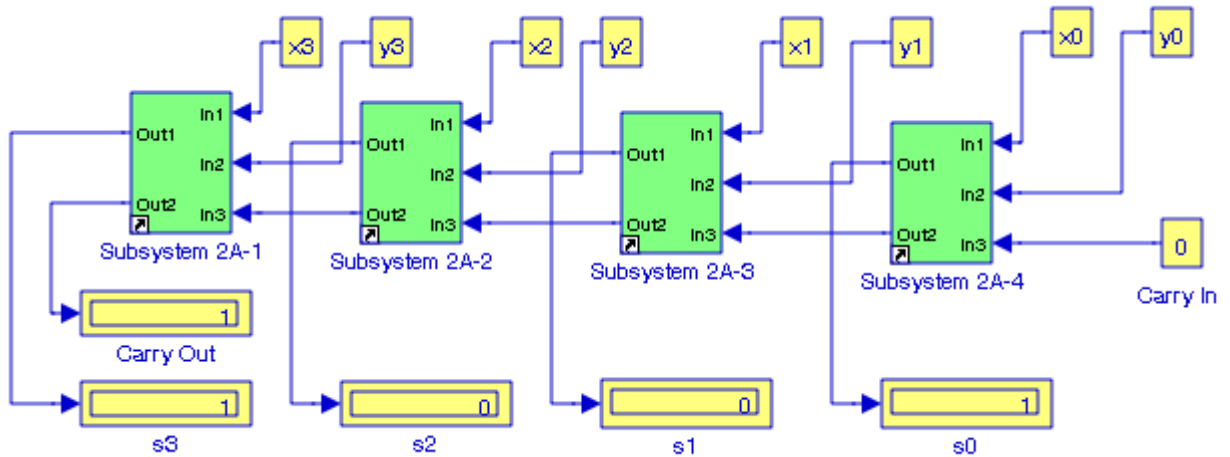 x3
y3
x2
y2
x1
y1
x0
y0
In1
Out1
In2
Out2
In3
Subsystem 2A-1
In1
Out1
In2
Out2
In3
Subsystem 2A-2
In1
Out1
In2
Out2
In3
Subsystem 2A-3
In1
Out1
In2
Out2
In3
Subsystem 2A-4
0
Carry In
1
Carry Out
1
s3
0
s2
0
s1
1
s0